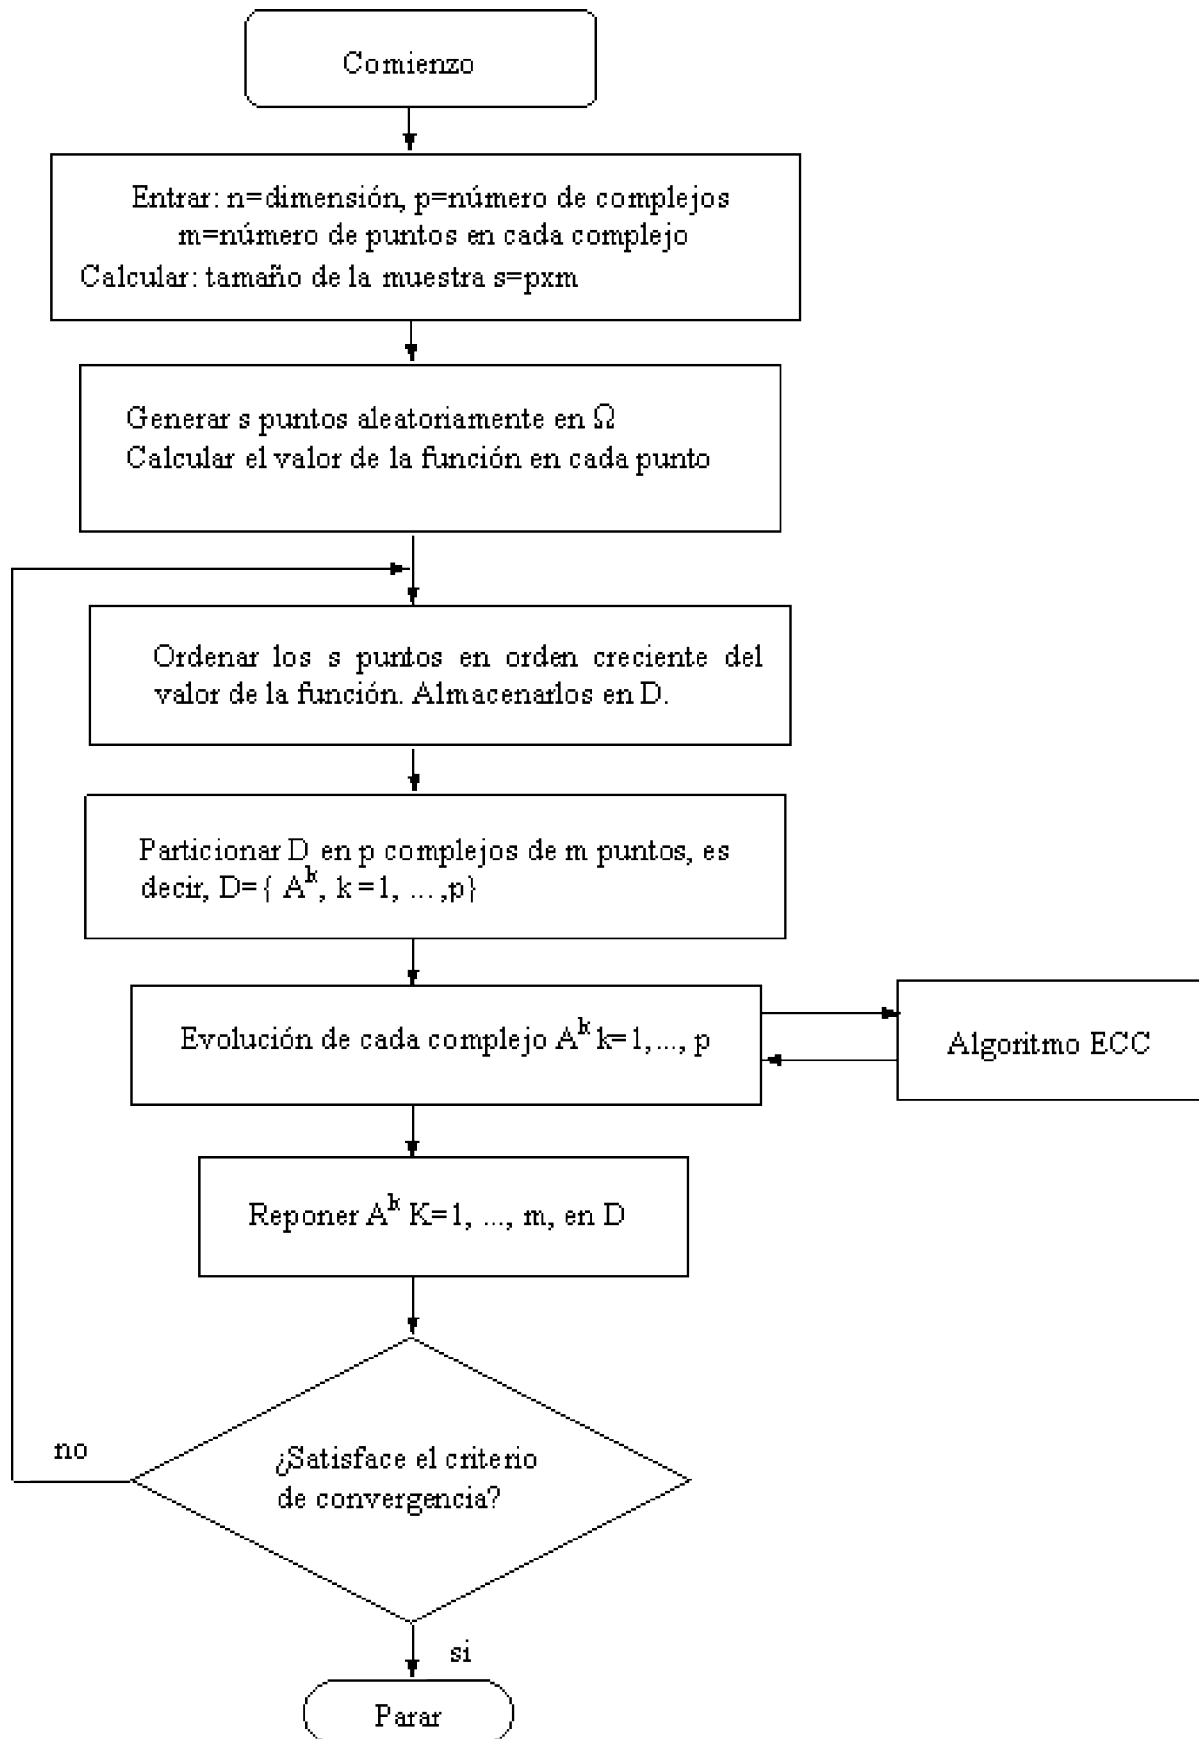 Comienzo
Entrar: n=dimensión, p=número de complejos
m=número de puntos en cada complejo
Calcular: tamaño de la muestra s=pxm
Generar s puntos aleatoriamente en Ω
Calcular el valor de la función en cada punto
Ordenar los s puntos en orden creciente del
valor de la función. Almacenarlos en D.
Particionar D en p complejos de m puntos, es
decir, D={ Aᵏ, k =1, ... ,p}
Evolución de cada complejo Aᵏ k=1, ..., p
Algoritmo ECC
Reponer Aᵏ K=1, ..., m, en D
¿Satisface el criterio
de convergencia?
no
si
Parar